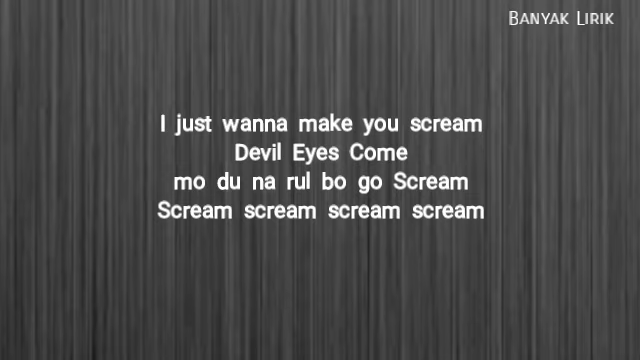 Banyak Lirik
I just wanna make you scream
Devil Eyes Come
mo du na rul bo go Scream
Scream scream scream scream